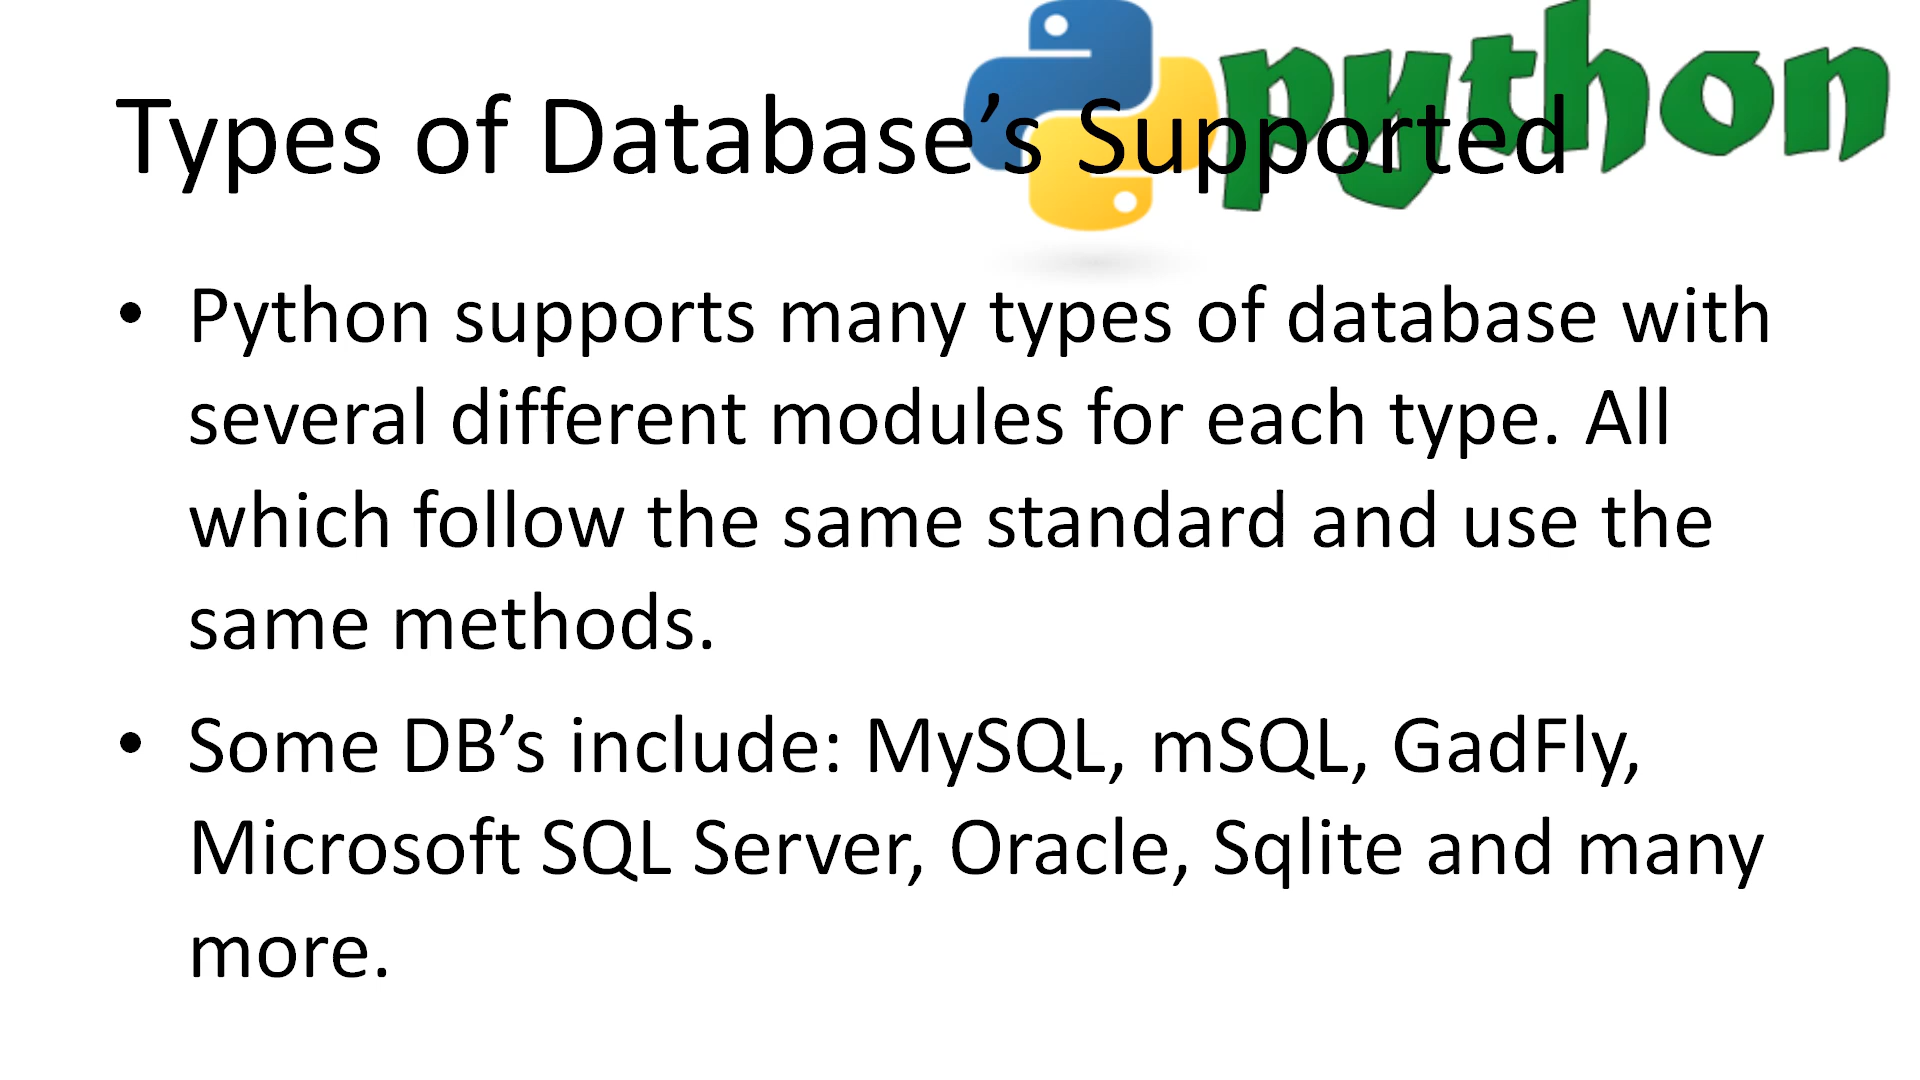 python
Types of Database’s Supported
• Python supports many types of database with
several different modules for each type. All
which follow the same standard and use the
same methods.
• Some DB’s include: MySQL, mSQL, GadFly,
Microsoft SQL Server, Oracle, Sqlite and many
more.